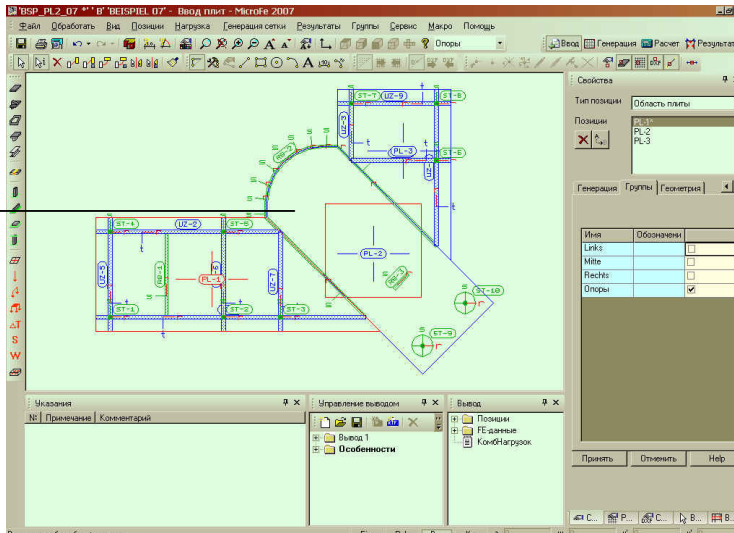 'BSP_PL2_07 *' ' B' 'BEISPIEL 07' - Ввод плит - MicroFe 2007
Файл Обработать Вид Позиции Нагрузка Генерация сетки Результаты Группы Сервис Макро Помощь
Опоры Ввод Генерация Расчет Результат
Свойства
Тип позиции Область плиты
Позиции PL-1*
PL-2
PL-3
Генерация Группы Геометрия
Имя Обозначени
Links
Mitte
Rechts
Опоры
Принять Отменить Help
С... Р... С... В... В...
ST-7 UZ-9 ST-8
UZ-3
PL-3 ST-6
UZ-2
ST-4 UZ-2 ST-5
PL-2
UZ-5 PL-1 UZ-7
ST-10
ST-1 ST-2 ST-3
ST-9
Указания
№ Примечание Комментарий
Управление выводом
Вывод 1
Особенности
Вывод
Позиции
FE-данные
КомбНагрузок